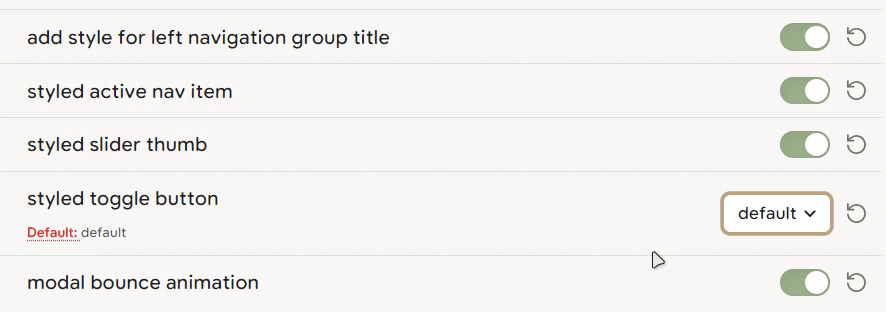 add style for left navigation group title
styled active nav item
styled slider thumb
styled toggle button
default
Default: default
modal bounce animation